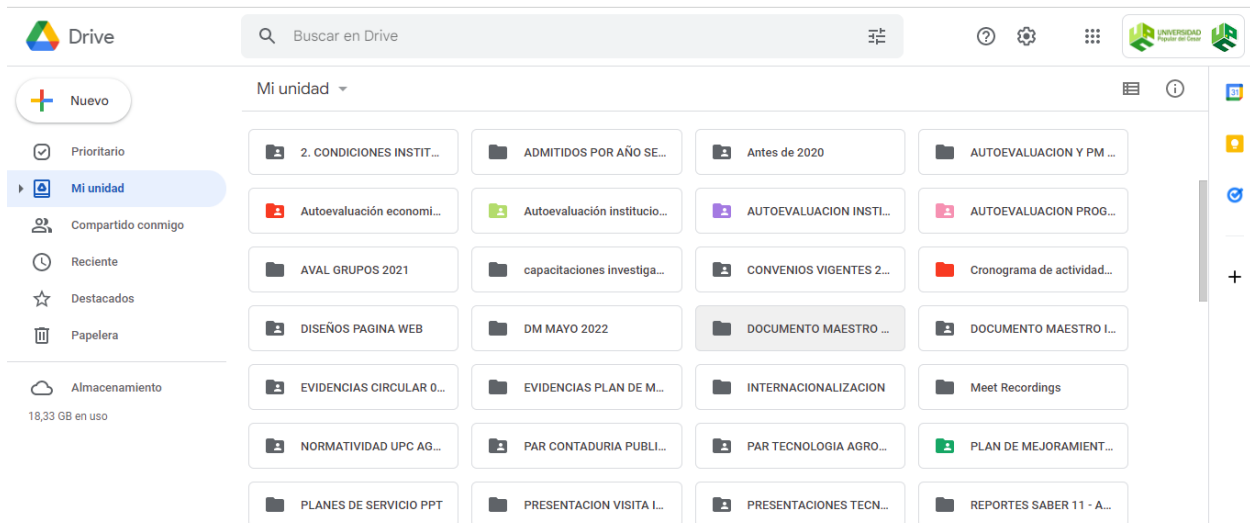 Drive
Buscar en Drive
UNIVERSIDAD
Popular del Cesar
Nuevo
Mi unidad
31
Prioritario
Mi unidad
Compartido conmigo
Reciente
Destacados
Papelera
Almacenamiento
18,33 GB en uso
2. CONDICIONES INSTIT...
ADMITIDOS POR AÑO SE...
Antes de 2020
AUTOEVALUACION Y PM ...
Autoevaluación economi...
Autoevaluación institucio...
AUTOEVALUACION INSTI...
AUTOEVALUACION PROG...
AVAL GRUPOS 2021
capacitaciones investiga...
CONVENIOS VIGENTES 2...
Cronograma de actividad...
DISEÑOS PAGINA WEB
DM MAYO 2022
DOCUMENTO MAESTRO ...
DOCUMENTO MAESTRO I...
EVIDENCIAS CIRCULAR 0...
EVIDENCIAS PLAN DE M...
INTERNACIONALIZACION
Meet Recordings
NORMATIVIDAD UPC AG...
PAR CONTADURIA PUBLI...
PAR TECNOLOGIA AGRO...
PLAN DE MEJORAMIENT...
PLANES DE SERVICIO PPT
PRESENTACION VISITA I...
PRESENTACIONES TECN...
REPORTES SABER 11 - A...